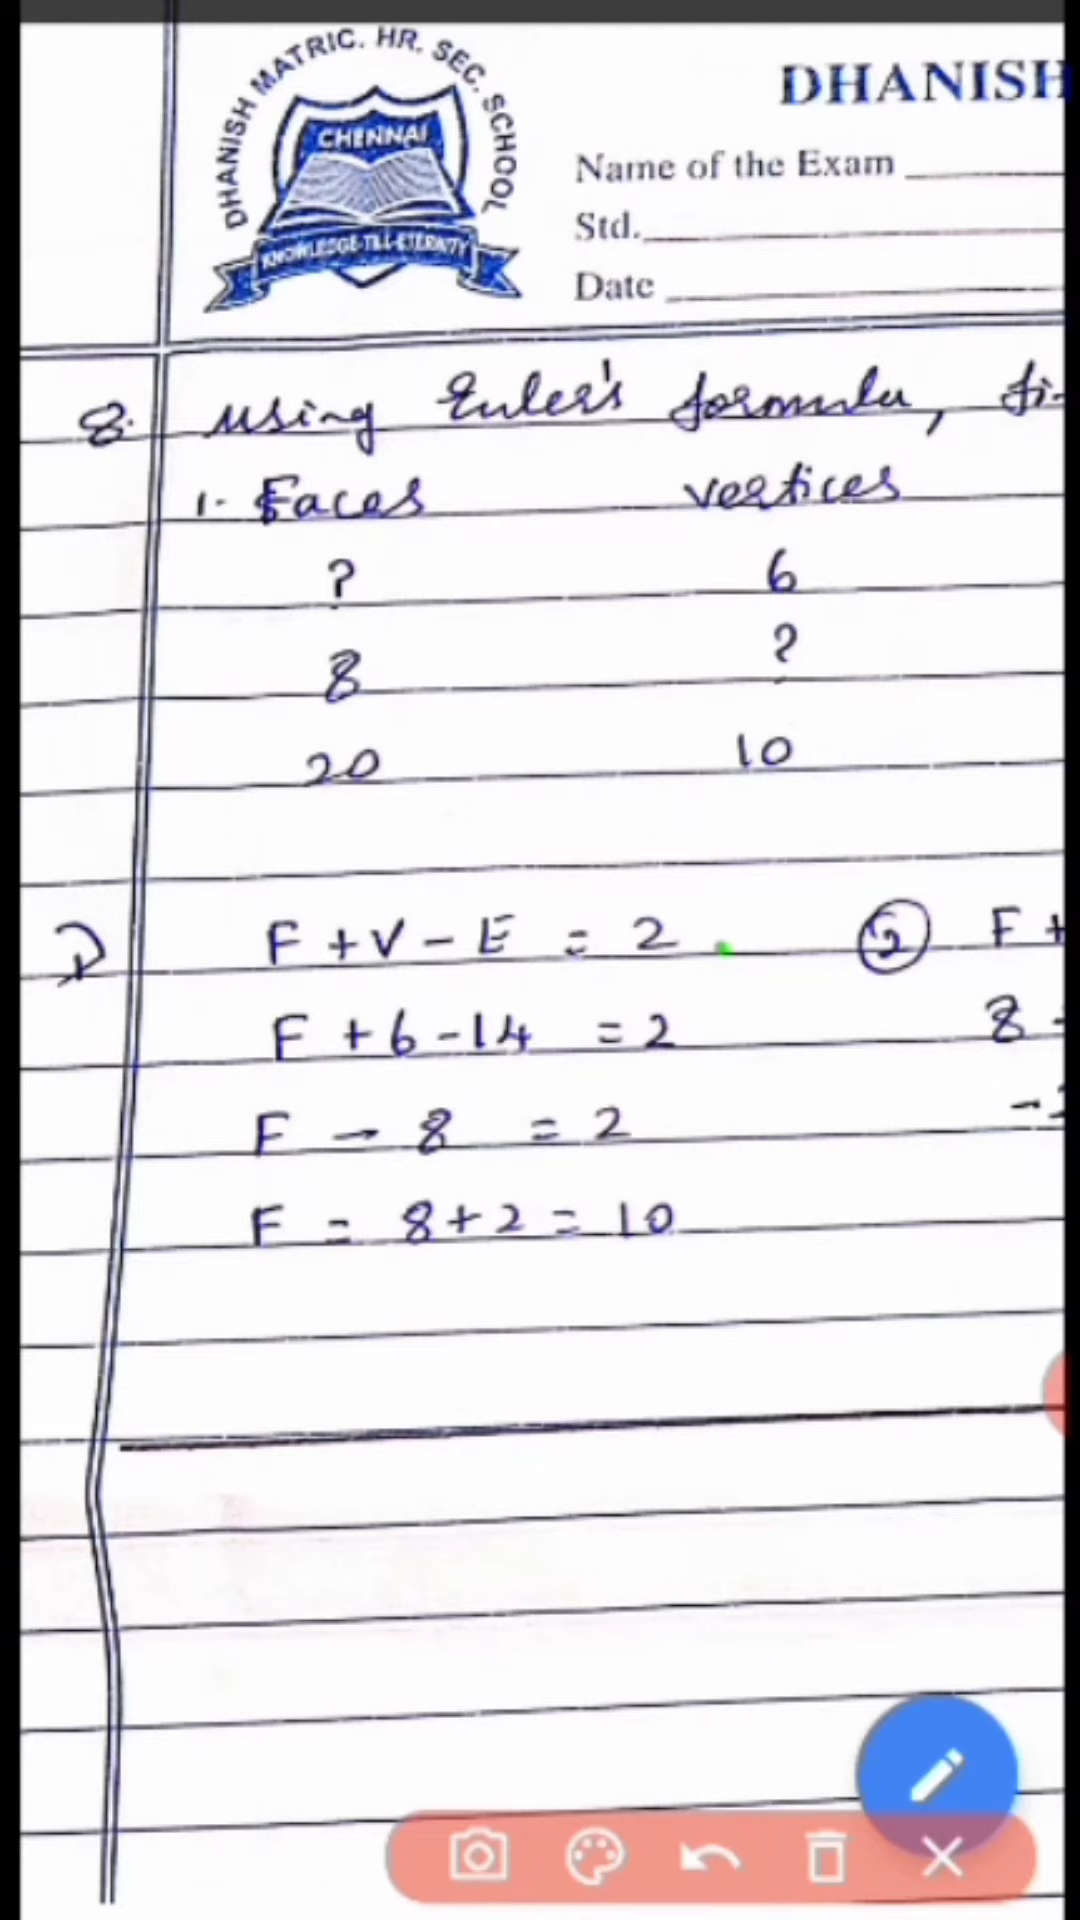 DHANISH MATRIC. HR. SEC. SCHOOL
CHENNAI
KNOWLEDGE-TILL-ETERNITY
DHANISH
Name of the Exam
Std.
Date
8. using Euler's formula, fi
1. Faces vertices
? 6
8 ?
20 10
1) F + V - E = 2 ② F +
F + 6 - 14 = 2 8
F - 8 = 2
F = 8 + 2 = 10